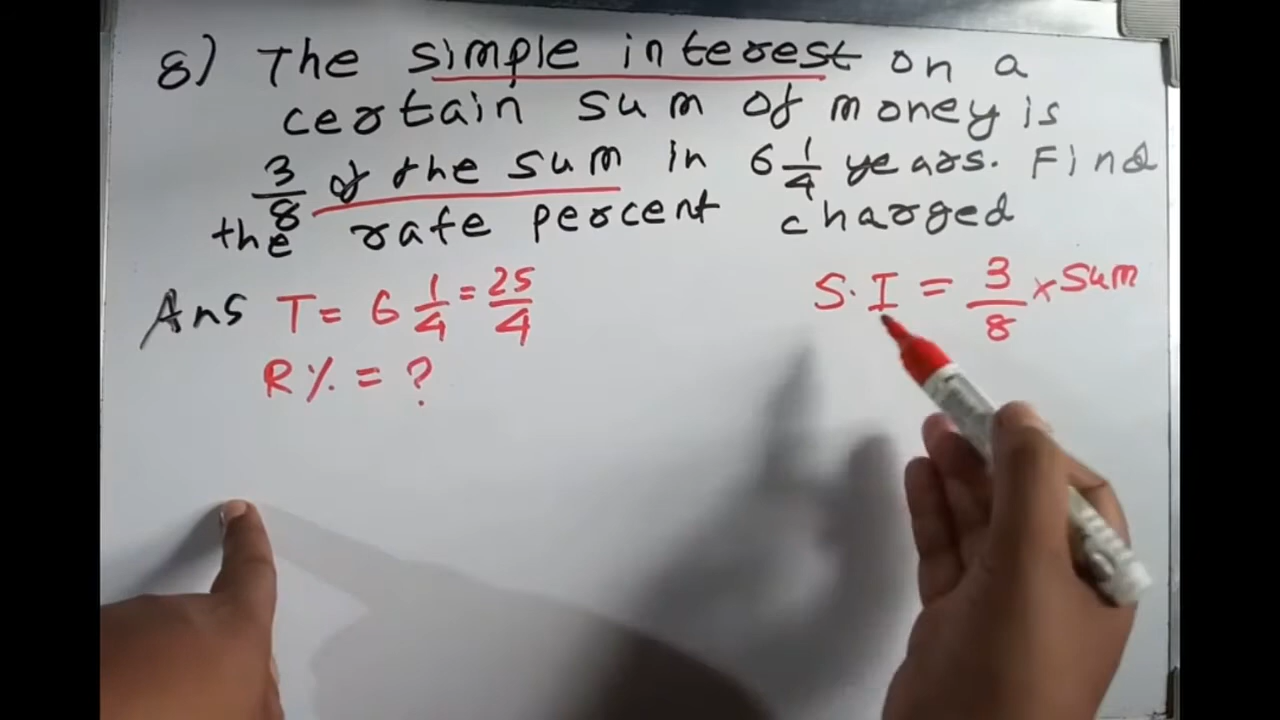 8) The simple interest on a
certain sum of money is
3/8 of the sum in 6 1/4 years. Find
the rate percent charged
Ans T = 6 1/4 = 25/4
S.I = 3/8 × Sum
R% = ?